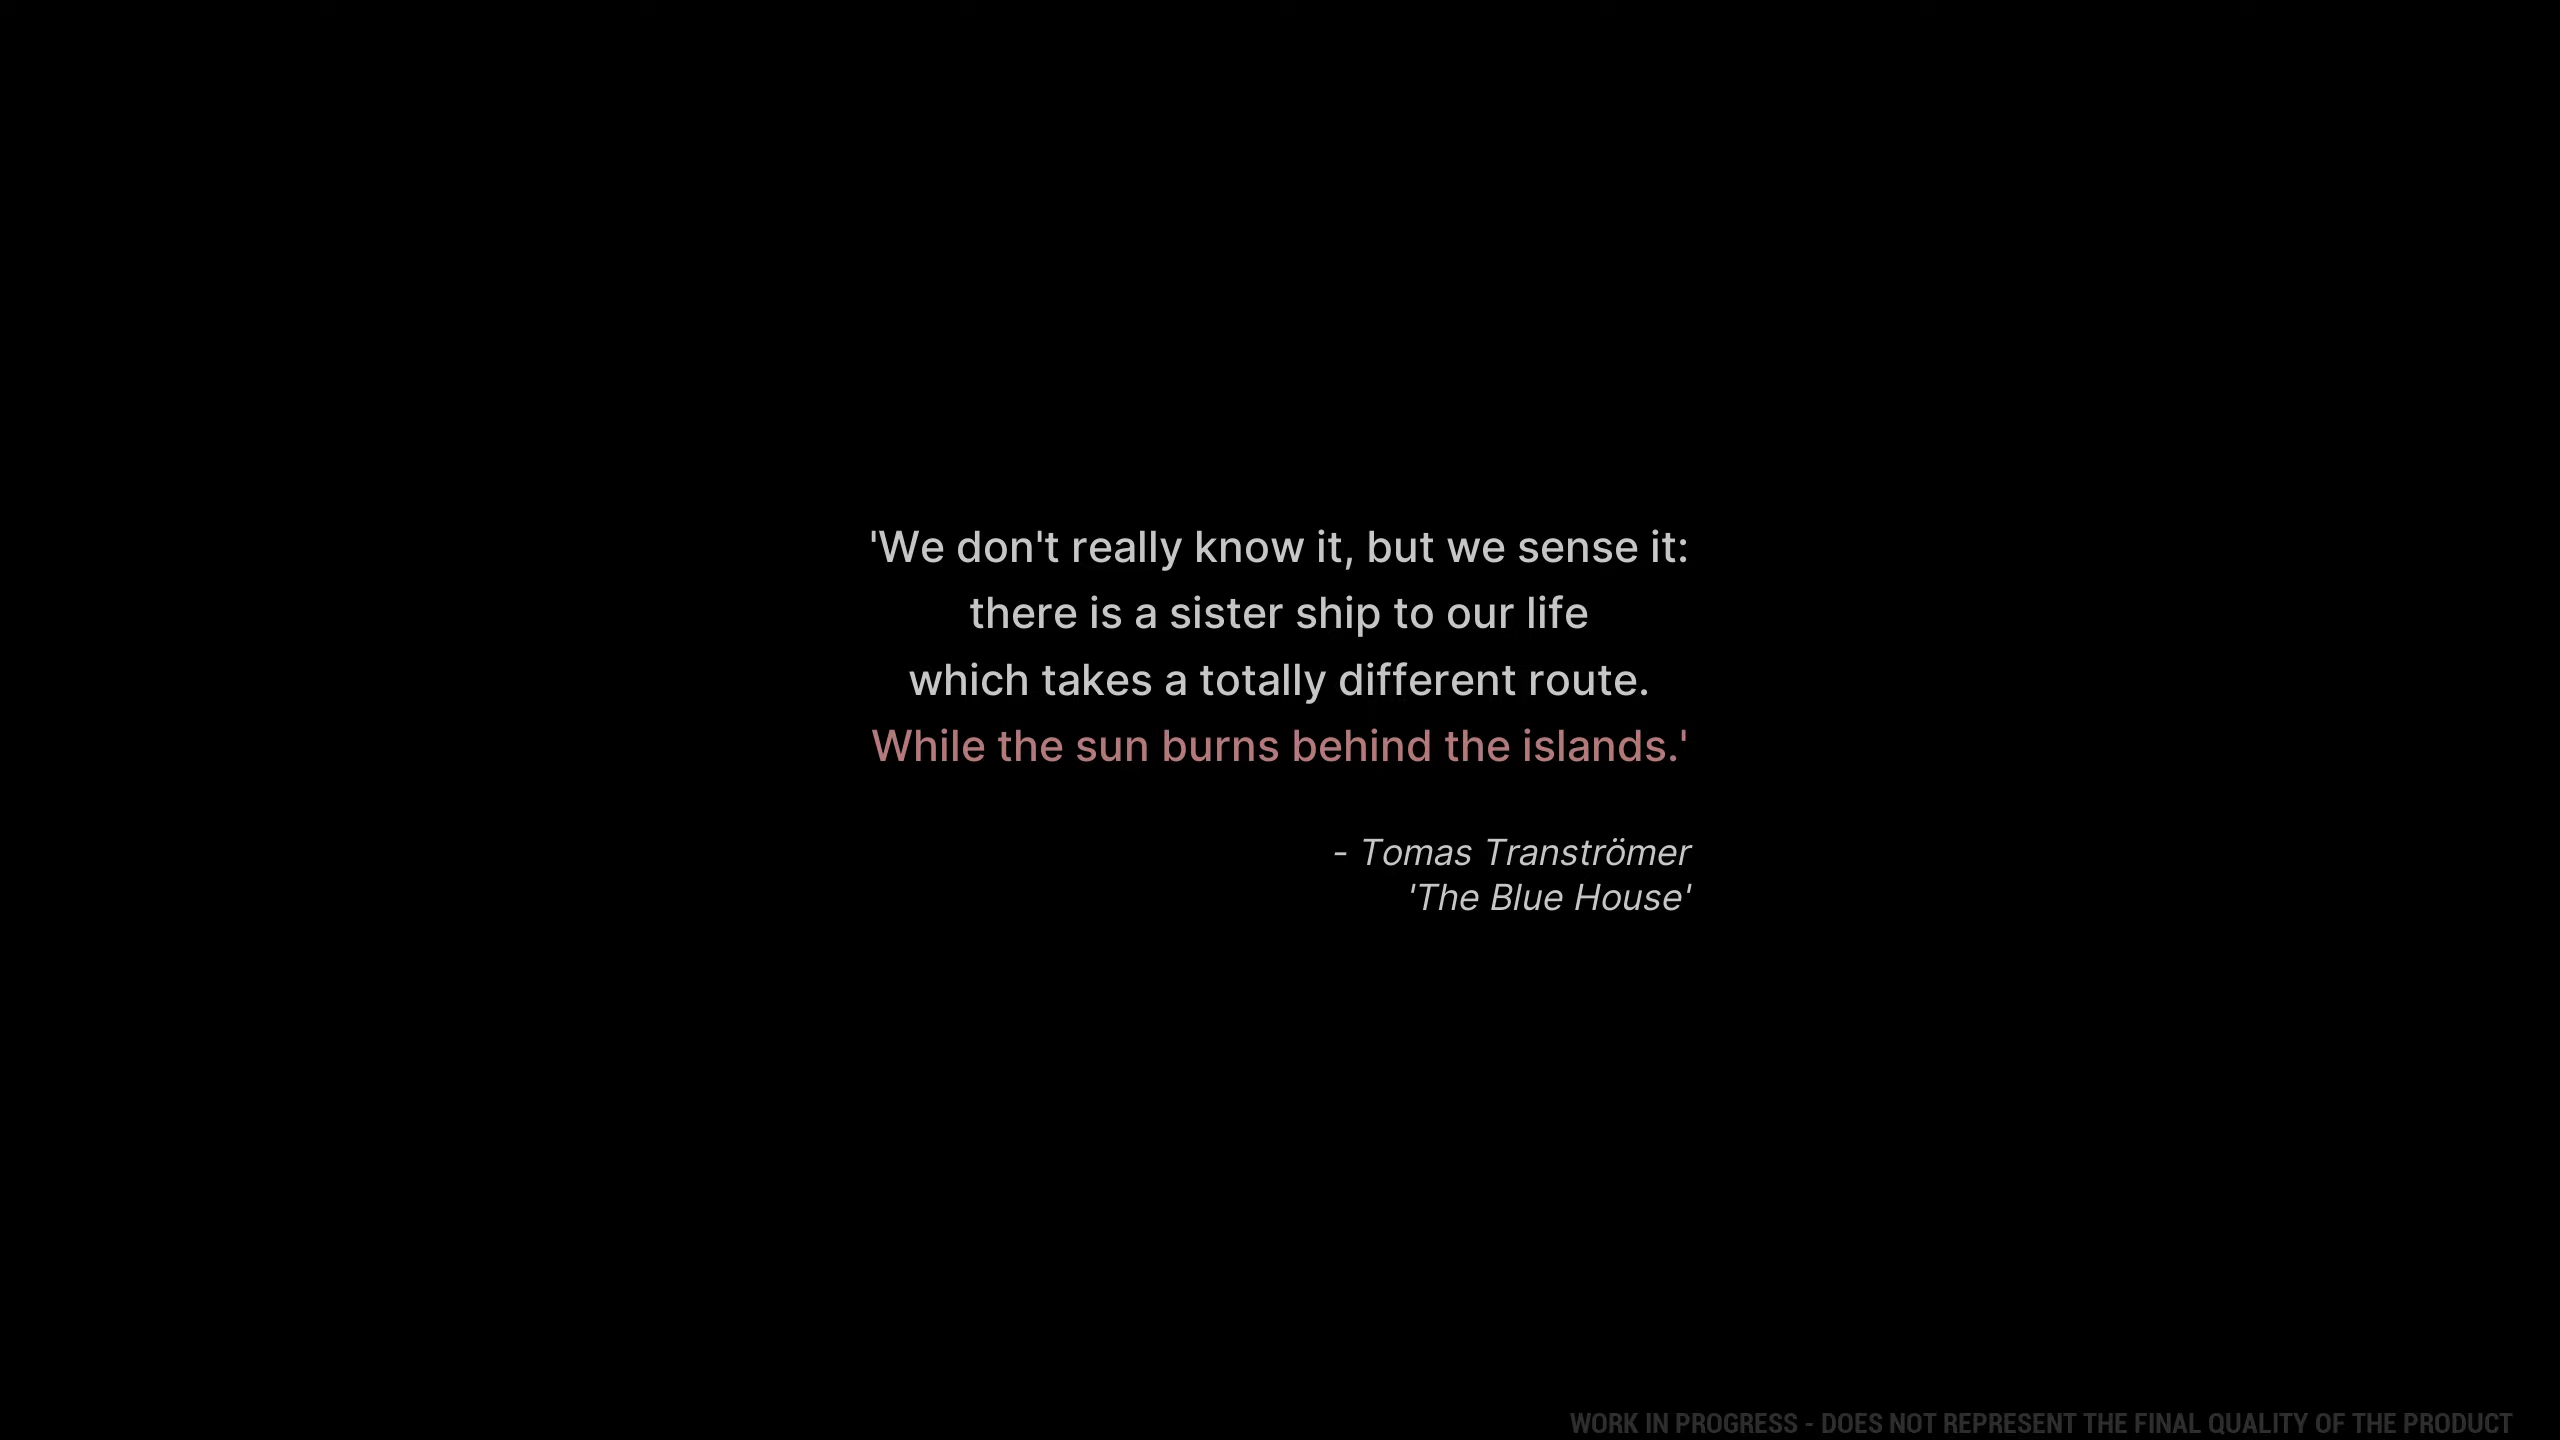 'We don't really know it, but we sense it:
there is a sister ship to our life
which takes a totally different route.
While the sun burns behind the islands.'
- Tomas Tranströmer
'The Blue House'
WORK IN PROGRESS - DOES NOT REPRESENT THE FINAL QUALITY OF THE PRODUCT